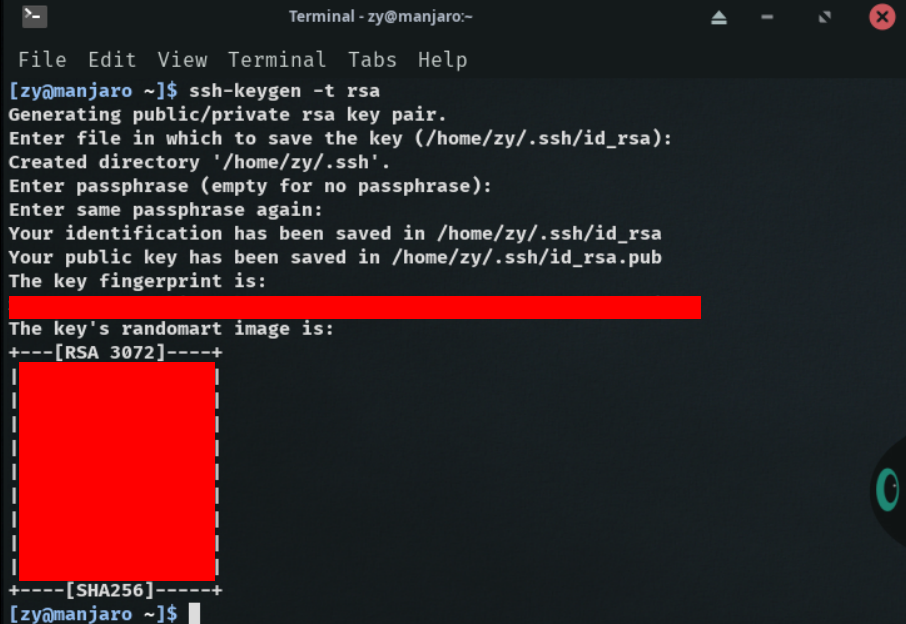 Terminal - zy@manjaro:~
File Edit View Terminal Tabs Help
[zy@manjaro ~]$ ssh-keygen -t rsa
Generating public/private rsa key pair.
Enter file in which to save the key (/home/zy/.ssh/id_rsa):
Created directory '/home/zy/.ssh'.
Enter passphrase (empty for no passphrase):
Enter same passphrase again:
Your identification has been saved in /home/zy/.ssh/id_rsa
Your public key has been saved in /home/zy/.ssh/id_rsa.pub
The key fingerprint is:
The key's randomart image is:
+---[RSA 3072]----+
| |
| |
| |
| |
| |
| |
| |
| |
| |
+----[SHA256]-----+
[zy@manjaro ~]$